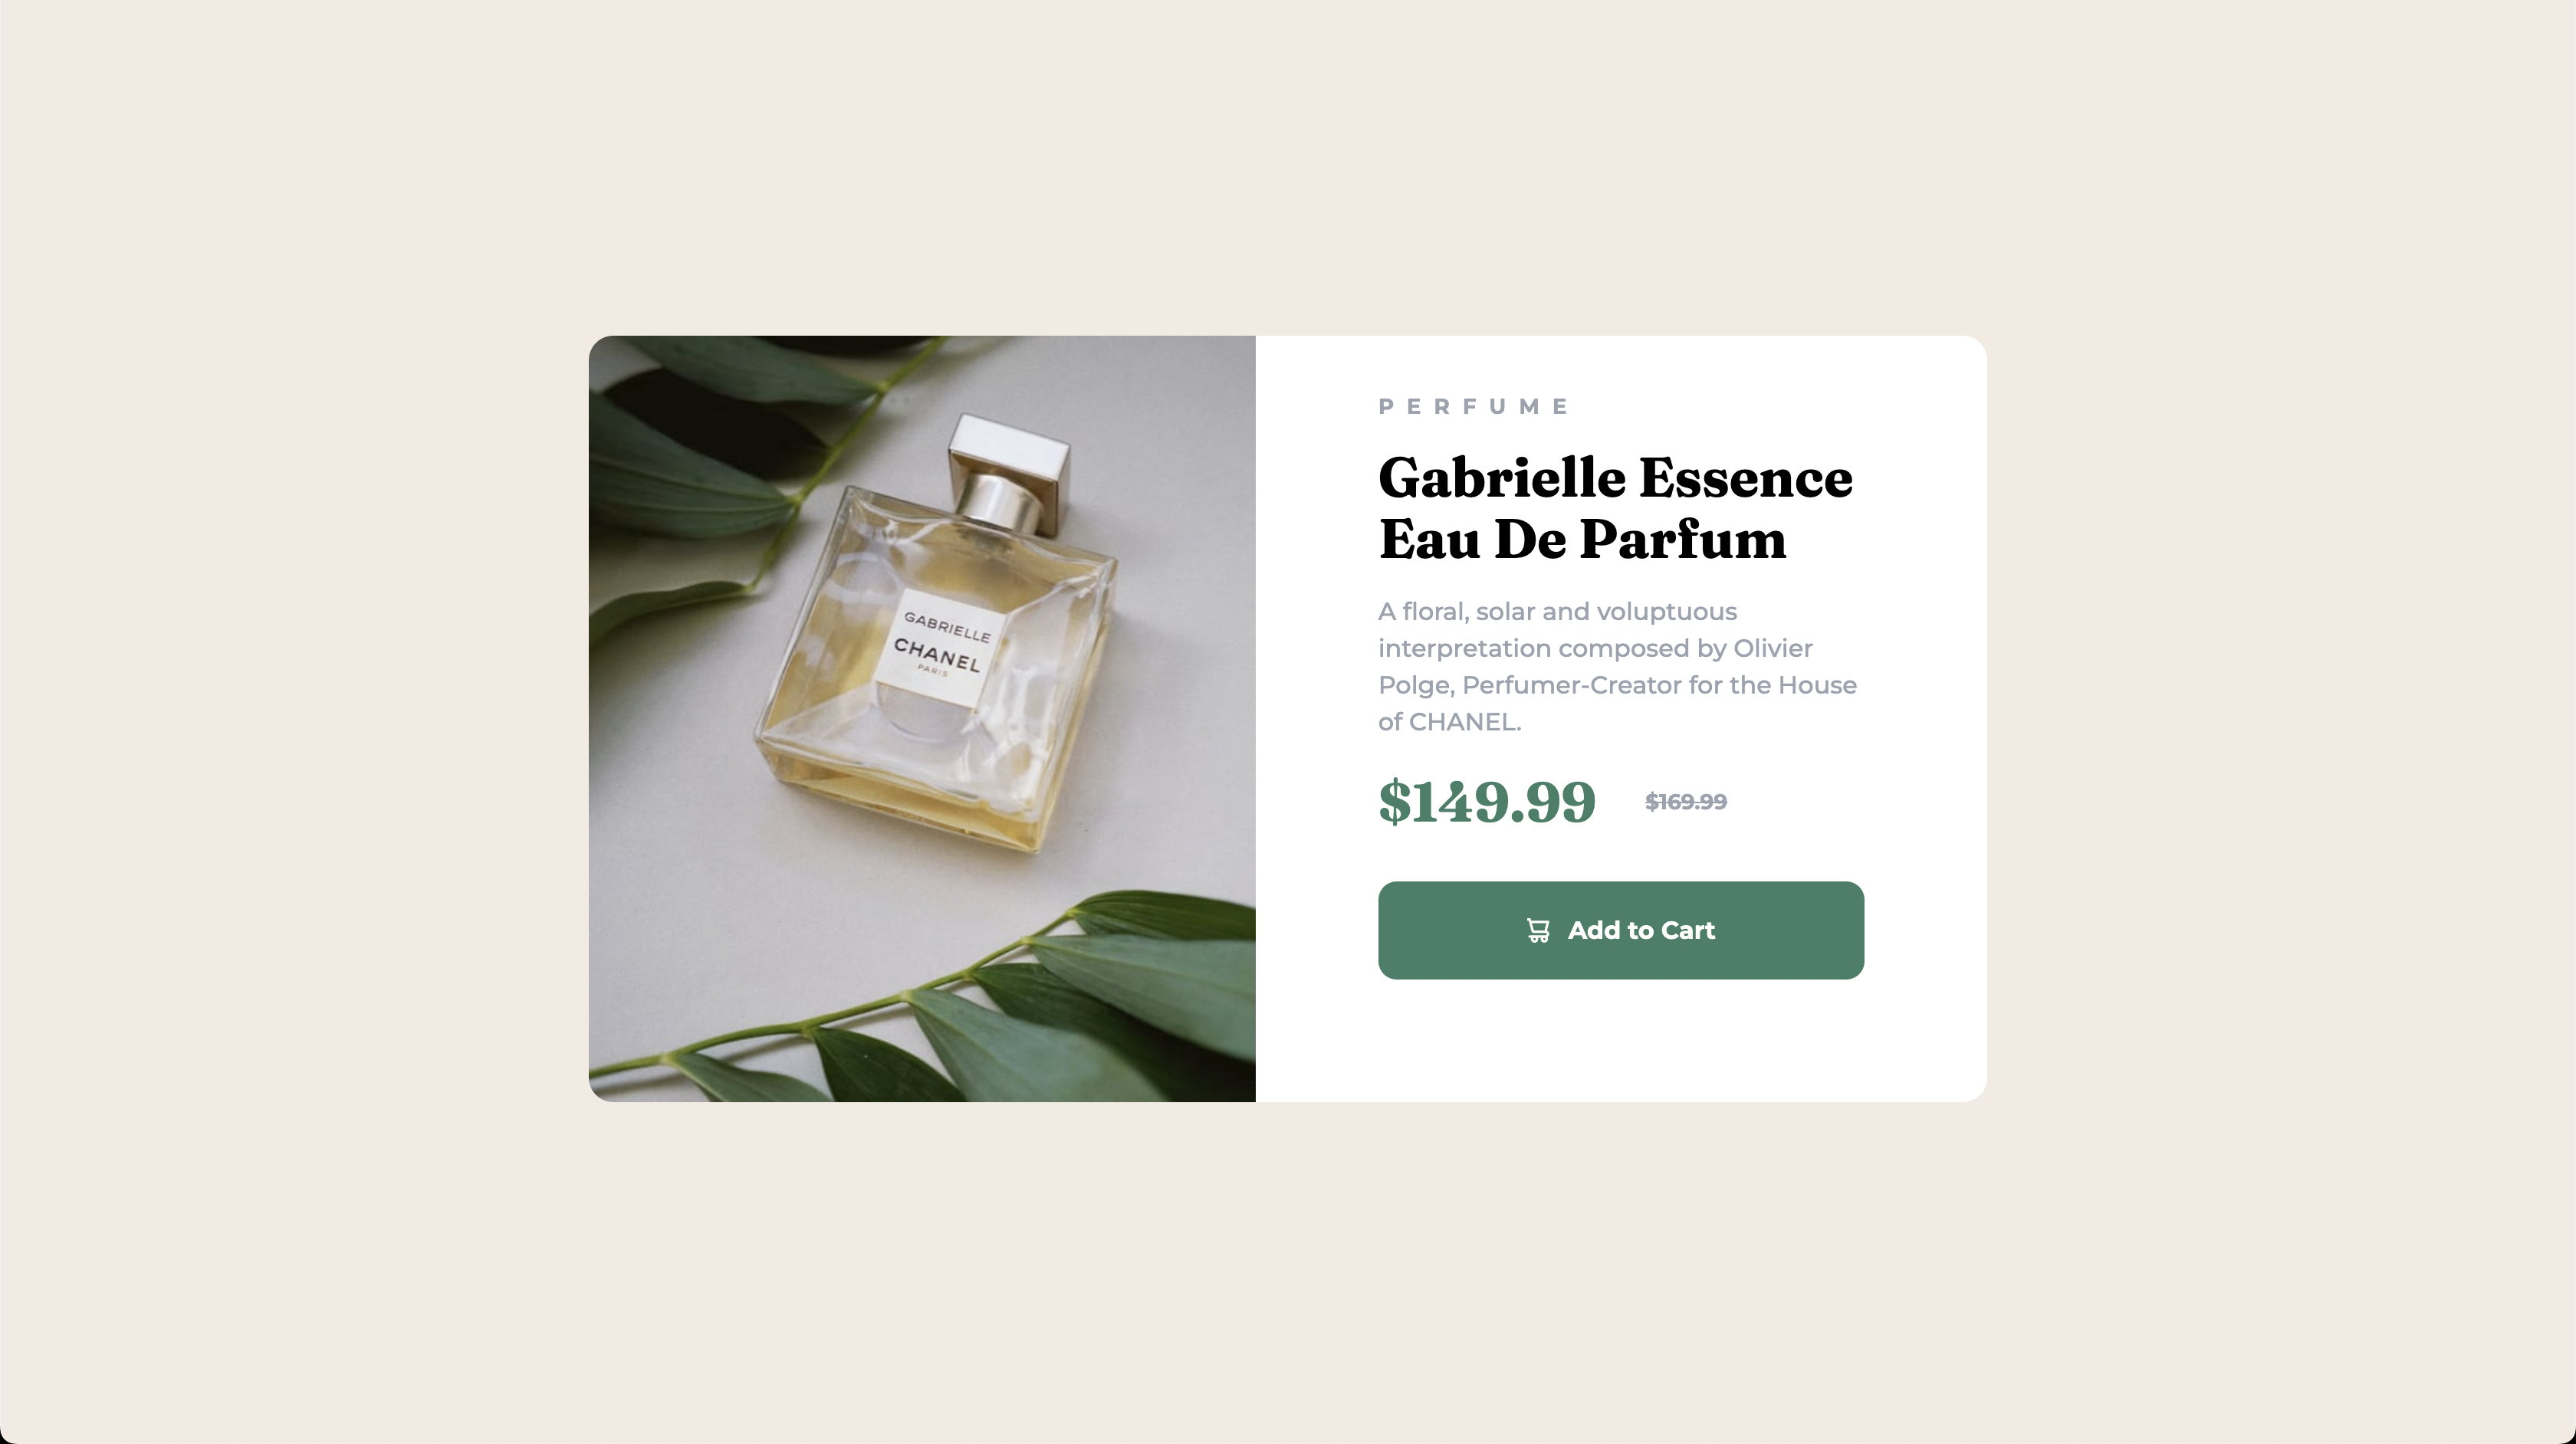 GABRIELLE
CHANEL
PARIS
PERFUME
Gabrielle Essence
Eau De Parfum
A floral, solar and voluptuous
interpretation composed by Olivier
Polge, Perfumer-Creator for the House
of CHANEL.
$149.99 $169.99
Add to Cart